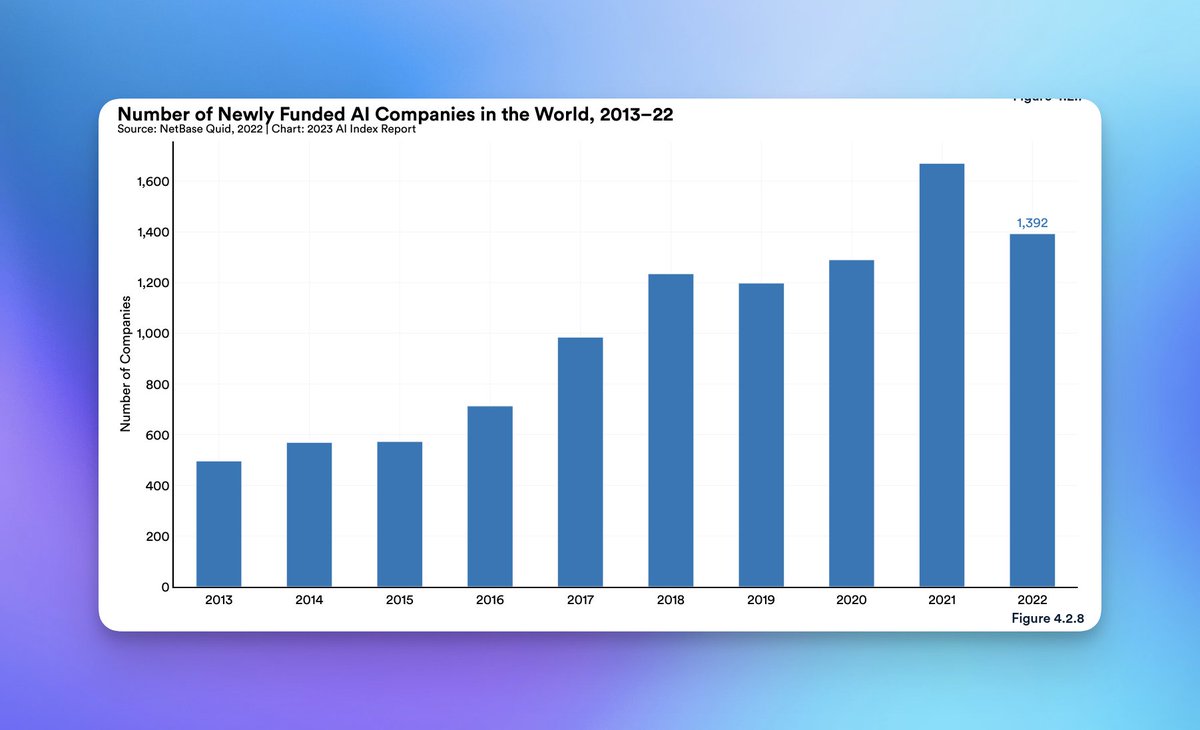 Number of Newly Funded AI Companies in the World, 2013–22
Source: NetBase Quid, 2022 | Chart: 2023 AI Index Report
Number of Companies
1,600
1,400
1,200
1,000
800
600
400
200
0
1,392
2013 2014 2015 2016 2017 2018 2019 2020 2021 2022
Figure 4.2.8